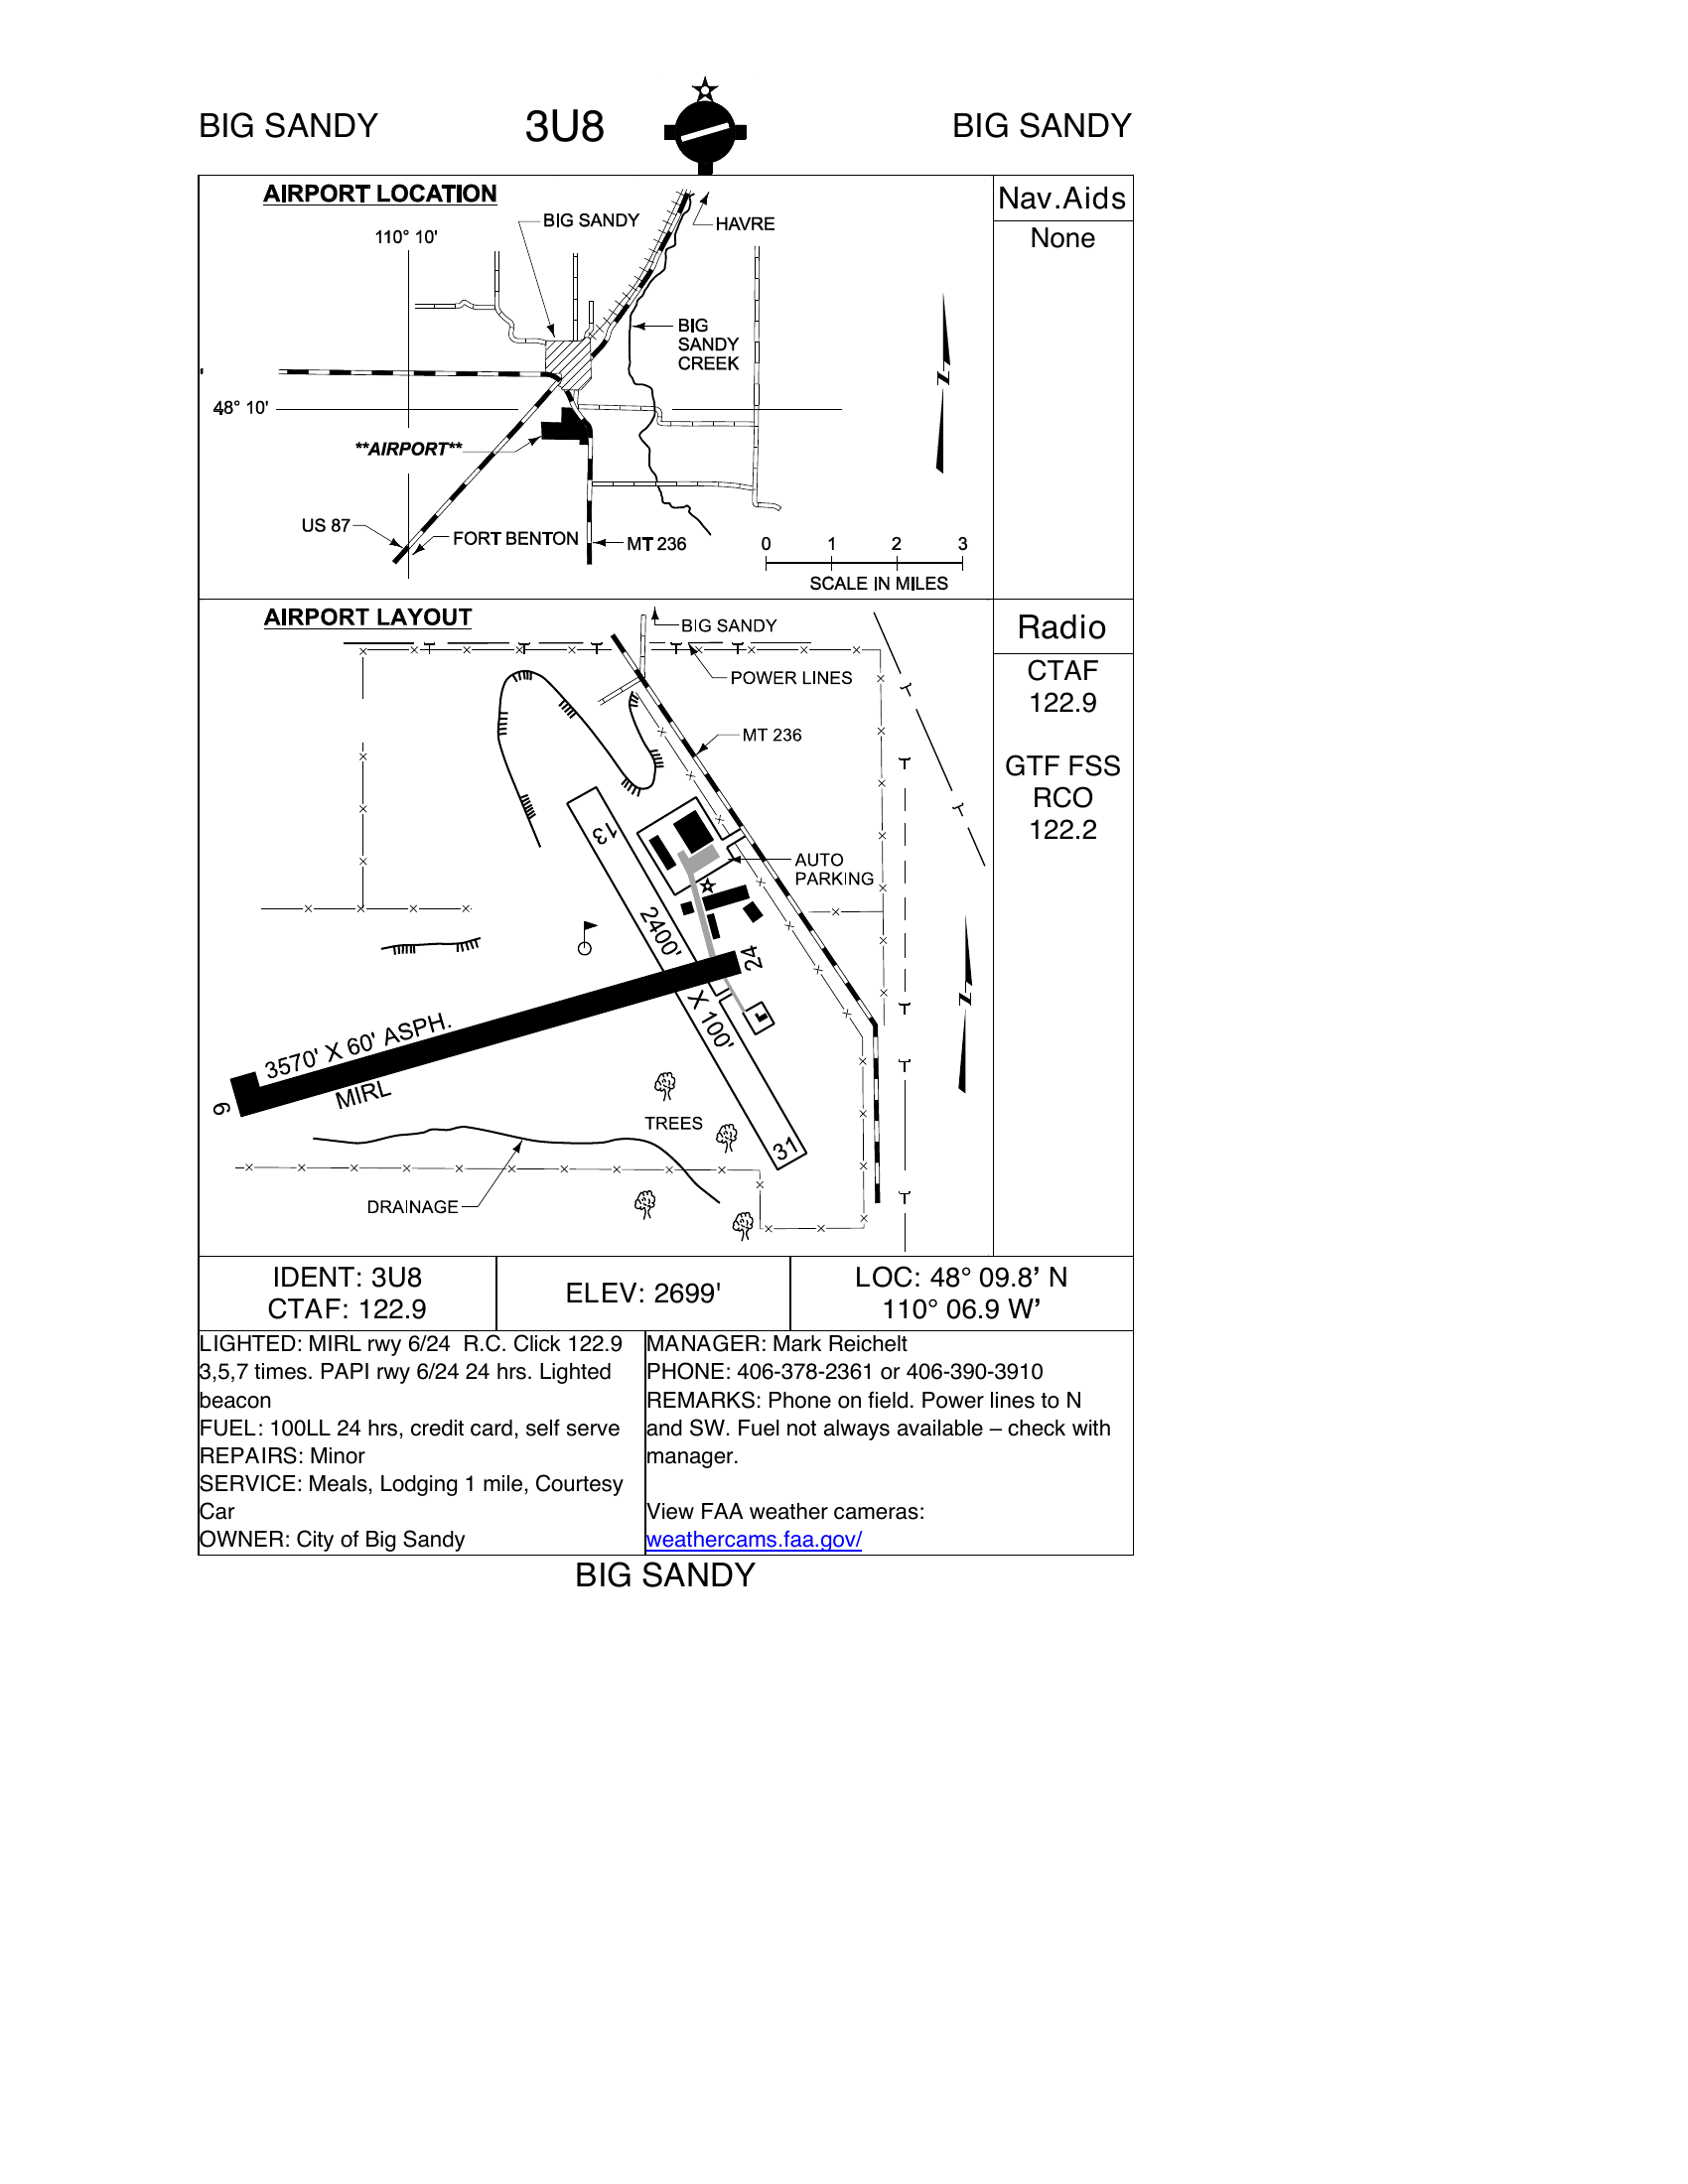 BIG SANDY 3U8 BIG SANDY
AIRPORT LOCATION
BIG SANDY
HAVRE
110° 10'
BIG
SANDY
CREEK
N
48° 10'
**AIRPORT**
US 87
FORT BENTON
MT 236
0 1 2 3
SCALE IN MILES
Nav.Aids
None
AIRPORT LAYOUT
BIG SANDY
POWER LINES
MT 236
13
AUTO
PARKING
2400' X 100'
24
N
3570' X 60' ASPH.
MIRL
6
TREES
31
DRAINAGE
Radio
CTAF
122.9
GTF FSS
RCO
122.2
IDENT: 3U8
CTAF: 122.9
ELEV: 2699'
LOC: 48° 09.8’ N
110° 06.9 W’
LIGHTED: MIRL rwy 6/24 R.C. Click 122.9
3,5,7 times. PAPI rwy 6/24 24 hrs. Lighted
beacon
FUEL: 100LL 24 hrs, credit card, self serve
REPAIRS: Minor
SERVICE: Meals, Lodging 1 mile, Courtesy
Car
OWNER: City of Big Sandy
MANAGER: Mark Reichelt
PHONE: 406-378-2361 or 406-390-3910
REMARKS: Phone on field. Power lines to N
and SW. Fuel not always available – check with
manager.
View FAA weather cameras:
weathercams.faa.gov/
BIG SANDY